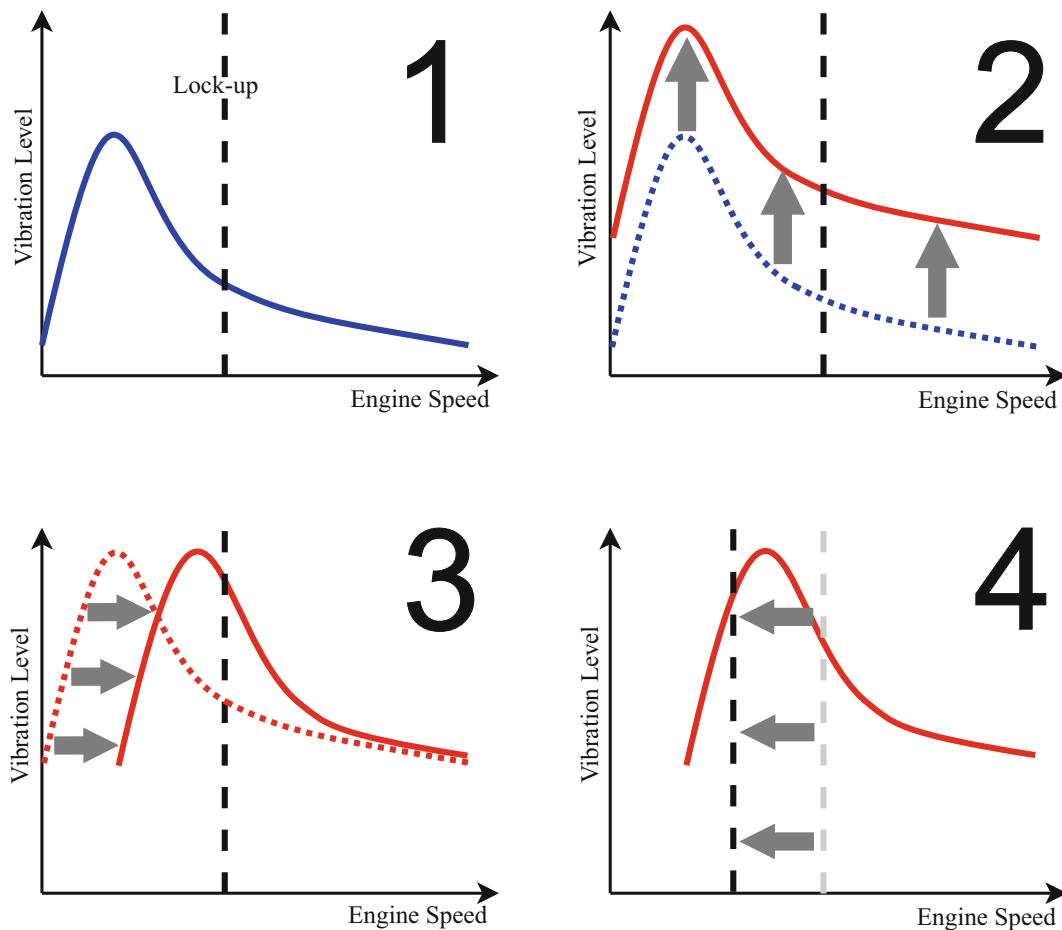 1
Lock-up
Vibration Level
Engine Speed
2
Vibration Level
Engine Speed
3
Vibration Level
Engine Speed
4
Vibration Level
Engine Speed